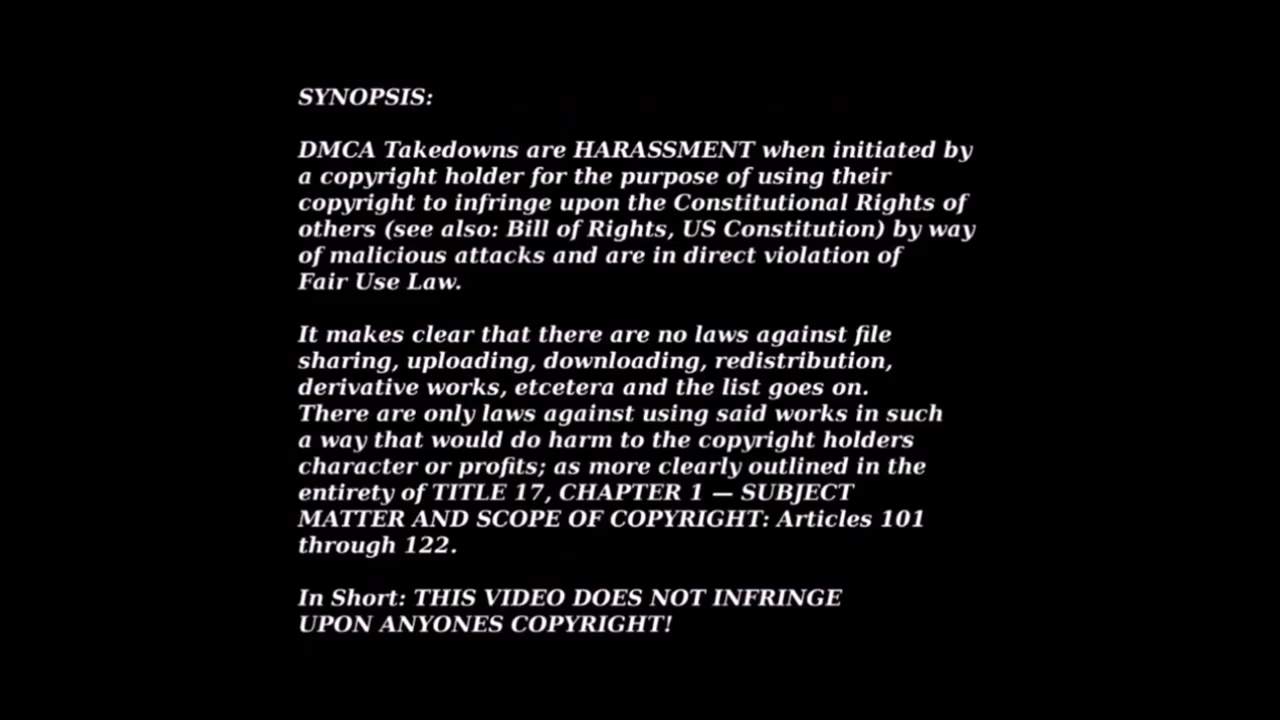 SYNOPSIS:
DMCA Takedowns are HARASSMENT when initiated by
a copyright holder for the purpose of using their
copyright to infringe upon the Constitutional Rights of
others (see also: Bill of Rights, US Constitution) by way
of malicious attacks and are in direct violation of
Fair Use Law.
It makes clear that there are no laws against file
sharing, uploading, downloading, redistribution,
derivative works, etcetera and the list goes on.
There are only laws against using said works in such
a way that would do harm to the copyright holders
character or profits; as more clearly outlined in the
entirety of TITLE 17, CHAPTER 1 — SUBJECT
MATTER AND SCOPE OF COPYRIGHT: Articles 101
through 122.
In Short: THIS VIDEO DOES NOT INFRINGE
UPON ANYONES COPYRIGHT!